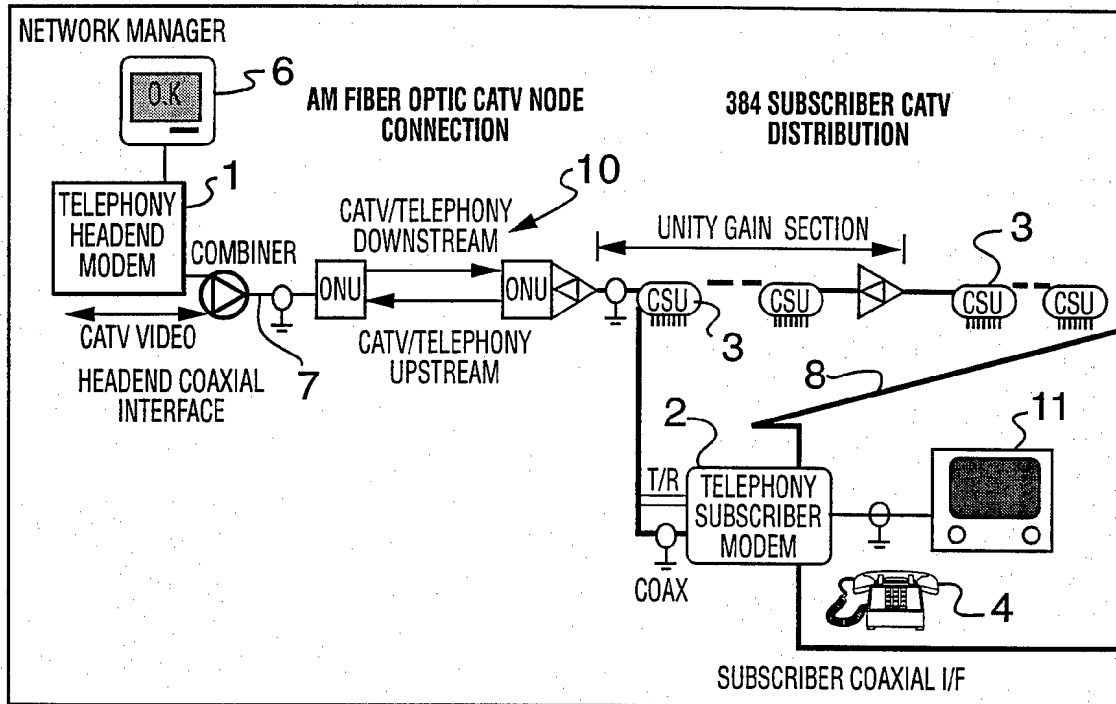 NETWORK MANAGER
6
O.K
AM FIBER OPTIC CATV NODE
CONNECTION
384 SUBSCRIBER CATV
DISTRIBUTION
1
TELEPHONY
HEADEND
MODEM
COMBINER
CATV/TELEPHONY
DOWNSTREAM
10
UNITY GAIN SECTION
3
ONU
ONU
CSU
CSU
CSU
CSU
CATV VIDEO
HEADEND COAXIAL
INTERFACE
7
CATV/TELEPHONY
UPSTREAM
3
8
2
11
T/R
TELEPHONY
SUBSCRIBER
MODEM
COAX
4
SUBSCRIBER COAXIAL I/F